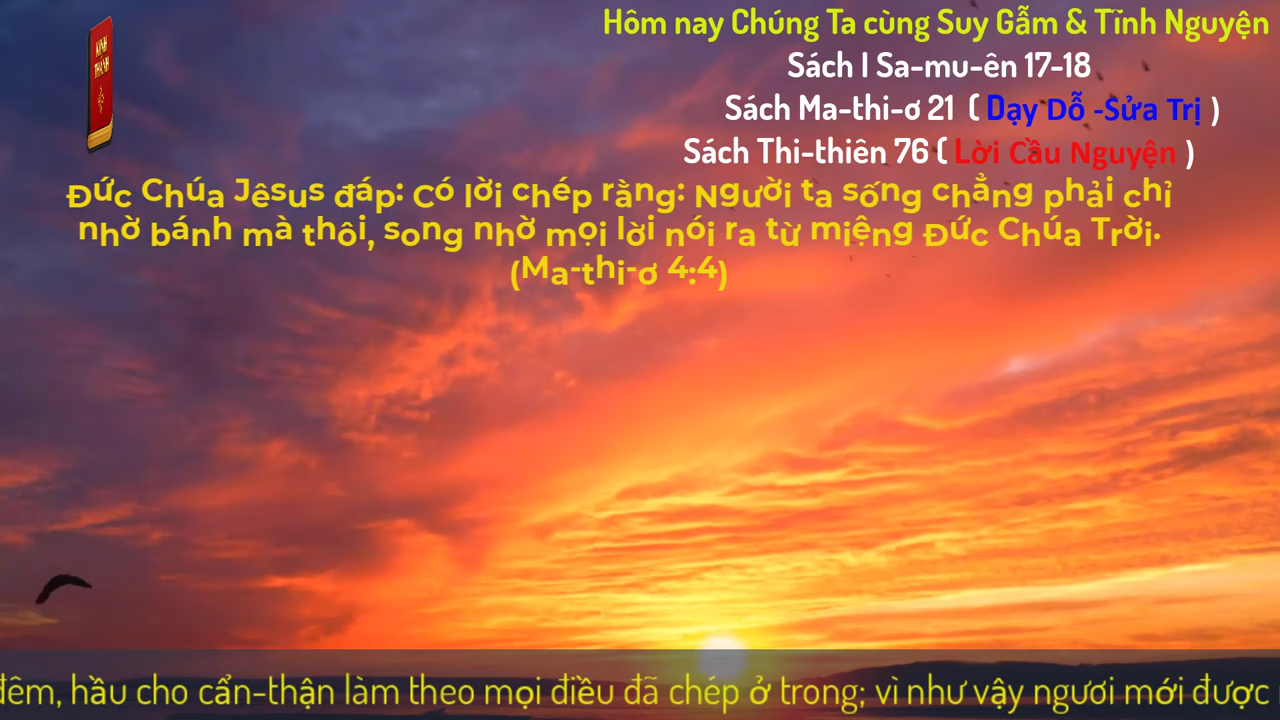 KINH
THÁNH
Hôm nay Chúng Ta cùng Suy Gẫm & Tĩnh Nguyện
Sách I Sa-mu-ên 17-18
Sách Ma-thi-ơ 21 ( Dạy Dỗ -Sửa Trị )
Sách Thi-thiên 76 ( Lời Cầu Nguyện )
Đức Chúa Jêsus đáp: Có lời chép rằng: Người ta sống chẳng phải chỉ
nhờ bánh mà thôi, song nhờ mọi lời nói ra từ miệng Đức Chúa Trời.
(Ma-thi-ơ 4:4)
đêm, hầu cho cẩn-thận làm theo mọi điều đã chép ở trong; vì như vậy ngươi mới được